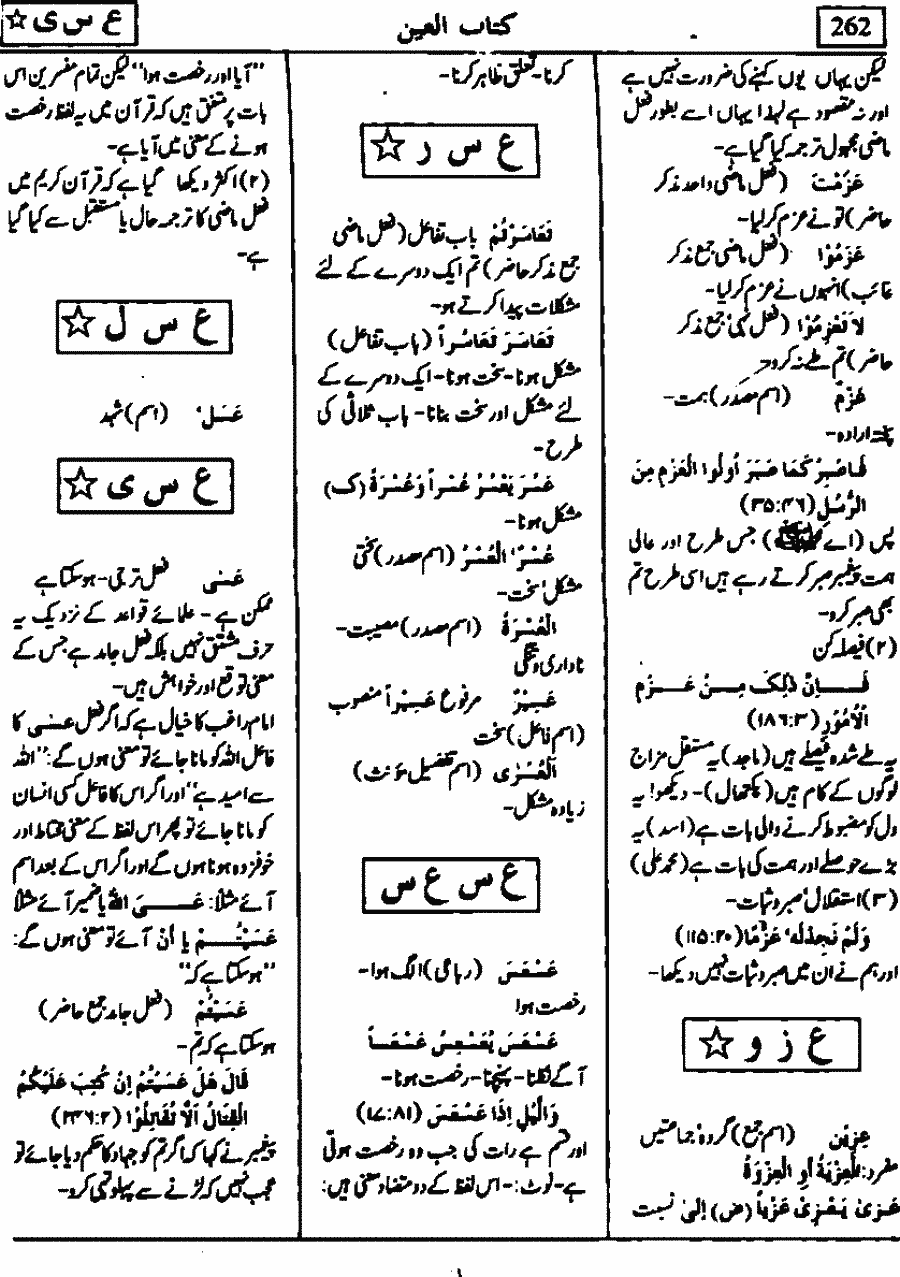 262
کتاب العین
ع س ی ☆
لیکن یہاں یوں کہنے کی ضرورت نہیں ہے
اور نہ مقصود ہے لہذا یہاں اسے بطور فعل
ماضی مجہول ترجمہ کیا گیا ہے-
عَزَمْتَ (فعل ماضی واحد مذکر
حاضر) تو نے عزم کرلیا-
عَزَمُوْا (فعل ماضی جمع مذکر
غائب) انہوں نے عزم کرلیا-
لاَ تَعْزِمُوْا (فعل نہی جمع مذکر
حاضر) تم طے نہ کرو-
عَزْمٌ (اسم مصدر) ہمت-
پختہ ارادہ-
فَاصْبِرْ كَمَا صَبَرَ اُولُوا الْعَزْمِ مِنَ
الرُّسُلِ (۳۵:۴۶)
پس (اے) جس طرح اور عالی
ہمت پیغمبر صبر کرتے رہے ہیں اسی طرح تم
بھی صبر کرو-
(۲) فیصلہ کن
فَاِنَّ ذٰلِكَ مِنْ عَزْمِ
الْاُمُوْرِ (۱۸۶:۳)
یہ طے شدہ فیصلے ہیں (ماجد) یہ مستقل مزاج
لوگوں کے کام ہیں (پکتھال)- دیکھو! یہ
دل کو مضبوط کرنے والی بات ہے (اسد) یہ
بڑے حوصلے اور ہمت کی بات ہے (محمد علی)
(۳) استقلال' صبر و ثبات-
وَلَمْ نَجِدْلَهٗ عَزْمًا (۱۱۵:۲۰)
اور ہم نے ان میں صبر و ثبات نہیں دیکھا-
ع ز و ☆
عِزِیْن (اسم جمع) گروہ' جماعتیں
مفرد: الْعِزْيَةُ أوِ الْعِزْوَةُ
عَزَىٰ يَعْزِىْ عَزْياً (ض) اِلیٰ نسبت
کرنا- تعلق ظاہر کرنا-
ع س ر ☆
تَعَاسَرْتُمْ باب تفاعل (فعل ماضی
جمع مذکر حاضر) تم ایک دوسرے کے لئے
مشکلات پیدا کرتے ہو-
تَعَاسَرَ تَعَاسُراً (باب تفاعل)
مشکل ہونا- سخت ہونا- ایک دوسرے کے
لئے مشکل اور سخت بنانا- باب ثلاثی کی
طرح-
عَسُرَ يَعْسُرُ عُسْراً وَعُسْرَةً (ک)
مشکل ہونا-
عُسْرٌ' الْعُسْرُ (اسم مصدر) سختی
مشکل' سخت-
الْعُسْرَةُ (اسم مصدر) مصیبت-
ناداری و تنگی
عَسِيْرٌ مرفوع عَسِيْراً منصوب
(اسم فاعل) سخت
اَلْعُسْرٰى (اسم تفضیل مؤنث)
زیادہ مشکل-
ع س ع س
عَسْعَسَ (رباعی) الگ ہوا-
رخصت ہوا
عَسْعَسَ يُعَسْعِسُ عَسْعَسَاً
آگے نکلنا- پہنچنا- رخصت ہونا-
وَالَّيْلِ اِذَا عَسْعَسَ (۱۷:۸۱)
اور قسم ہے رات کی جب وہ رخصت ہوتی
ہے- نوٹ:- اس لفظ کے دو متضاد معنی ہیں:
''آیا اور رخصت ہوا'' لیکن تمام مفسرین اس
بات پر متفق ہیں کہ قرآن میں یہ لفظ رخصت
ہونے کے معنی میں آیا ہے-
(۲) اکثر دیکھا گیا ہے کہ قرآن کریم میں
فعل ماضی کا ترجمہ حال یا مستقبل سے کیا گیا
ہے-
ع س ل ☆
عَسَلٌ (اسم) شہد
ع س ی ☆
عَسٰی فعل ترجی- ہو سکتا ہے
ممکن ہے- علمائے قواعد کے نزدیک یہ
حرف مشتق نہیں بلکہ فعل جامد ہے جس کے
معنی توقع اور خواہش ہیں-
امام راغب کا خیال ہے کہ اگر فعل عسٰی کا
فاعل اللہ کو مانا جائے تو معنی ہوں گے: ''اللہ
سے امید ہے'' اور اگر اس کا فاعل کسی انسان
کو مانا جائے تو پھر اس لفظ کے معنی محتاط اور
خوفزدہ ہونا ہوں گے اور اگر اس کے بعد اسم
آئے مثلاً: عَسَى اللّٰهُ یا ضمیر آئے مثلاً
عَسَيْتُمْ یا أَنْ آئے تو معنی ہوں گے:
''ہو سکتا ہے کہ''
عَسَيْتُمْ (فعل جامد جمع حاضر)
ہو سکتا ہے کہ تم-
قَالَ هَلْ عَسَيْتُمْ اِنْ كُتِبَ عَلَيْكُمُ
الْقِتَالُ اَلَّا تُقَاتِلُوْا (۲۴۶:۲)
پیغمبر نے کہا کہ اگر تم کو جہاد کا حکم دیا جائے تو
عجب نہیں کہ لڑنے سے پہلو تہی کرو-